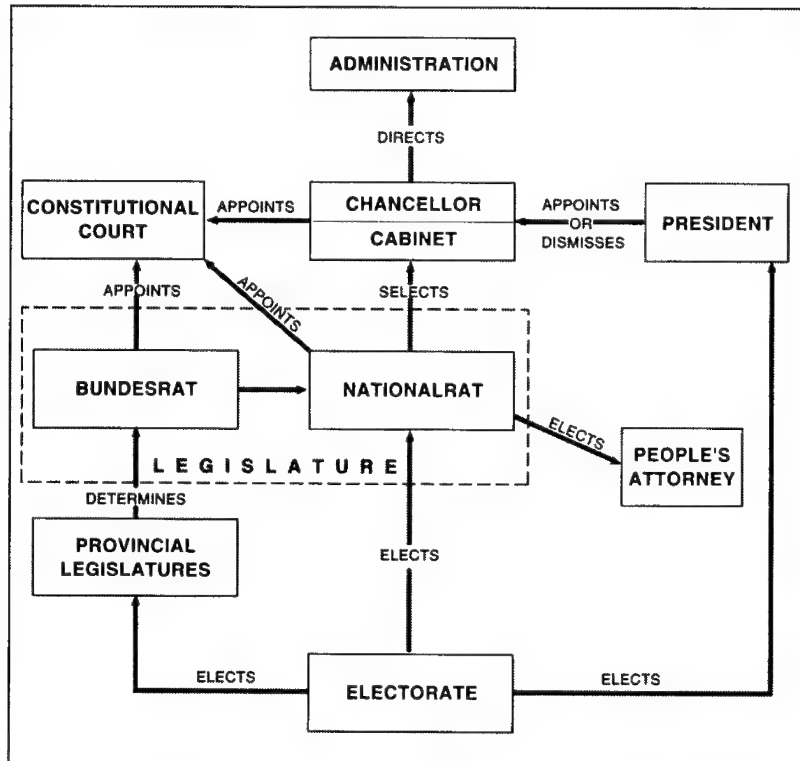 ADMINISTRATION
DIRECTS
CONSTITUTIONAL
COURT
APPOINTS
CHANCELLOR
CABINET
APPOINTS
OR
DISMISSES
PRESIDENT
APPOINTS
APPOINTS
SELECTS
BUNDESRAT
NATIONALRAT
ELECTS
PEOPLE'S
ATTORNEY
LEGISLATURE
DETERMINES
PROVINCIAL
LEGISLATURES
ELECTS
ELECTS
ELECTORATE
ELECTS